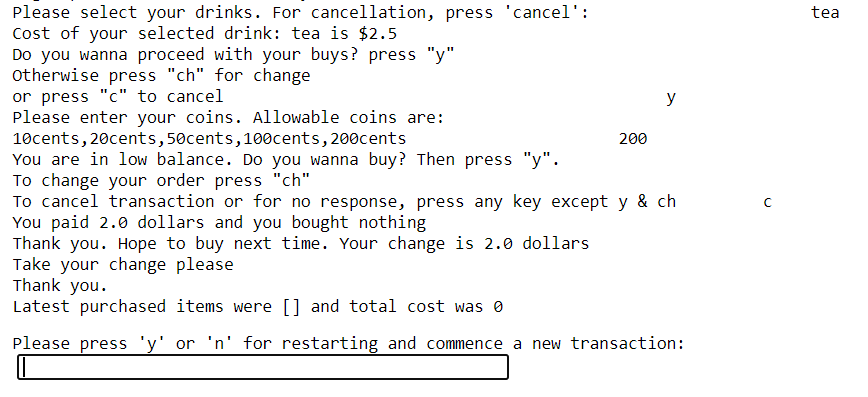 Please select your drinks. For cancellation, press 'cancel': tea
Cost of your selected drink: tea is $2.5
Do you wanna proceed with your buys? press "y"
Otherwise press "ch" for change
or press "c" to cancel y
Please enter your coins. Allowable coins are:
10cents,20cents,50cents,100cents,200cents 200
You are in low balance. Do you wanna buy? Then press "y".
To change your order press "ch"
To cancel transaction or for no response, press any key except y & ch c
You paid 2.0 dollars and you bought nothing
Thank you. Hope to buy next time. Your change is 2.0 dollars
Take your change please
Thank you.
Latest purchased items were [] and total cost was 0
Please press 'y' or 'n' for restarting and commence a new transaction: